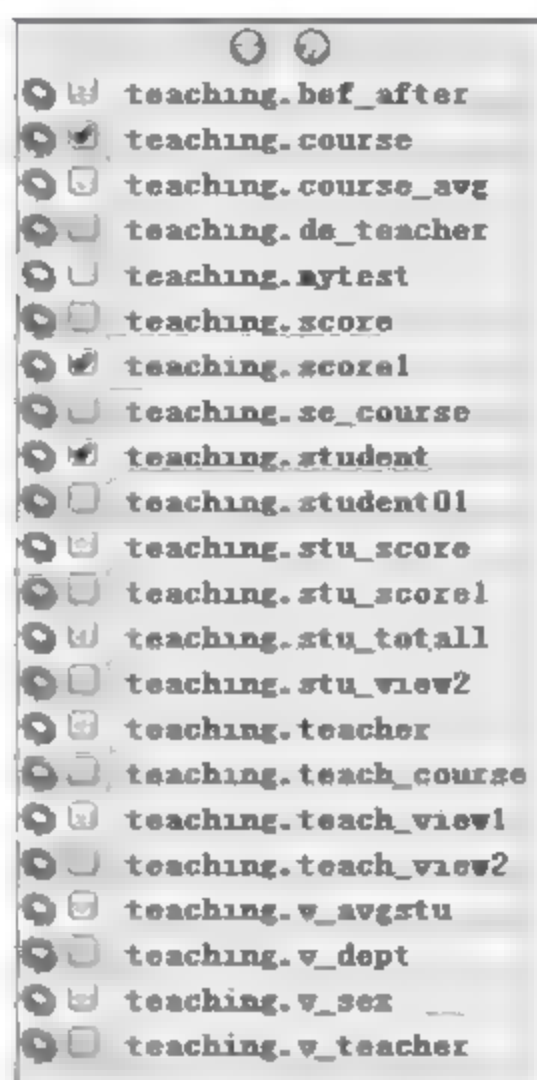 teaching.bef_after
teaching.course
teaching.course_avg
teaching.de_teacher
teaching.mytest
teaching.score
teaching.score1
teaching.se_course
teaching.student
teaching.student01
teaching.stu_score
teaching.stu_score1
teaching.stu_totall
teaching.stu_view2
teaching.teacher
teaching.teach_course
teaching.teach_view1
teaching.teach_view2
teaching.v_avgstu
teaching.v_dept
teaching.v_sex
teaching.v_teacher